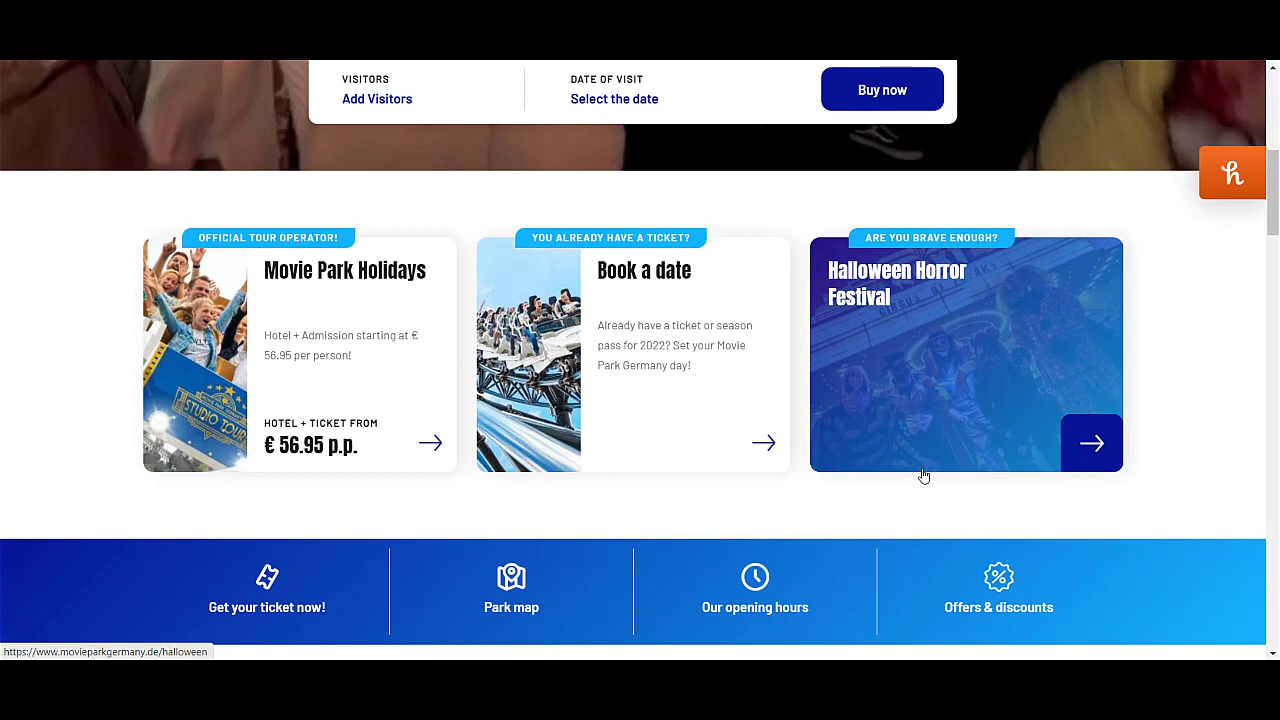 VISITORS
Add Visitors
DATE OF VISIT
Select the date
Buy now
OFFICIAL TOUR OPERATOR!
Movie Park Holidays
Hotel + Admission starting at €
56.95 per person!
HOTEL + TICKET FROM
€ 56.95 p.p.
STUDIO TOUR
YOU ALREADY HAVE A TICKET?
Book a date
Already have a ticket or season
pass for 2022? Set your Movie
Park Germany day!
ARE YOU BRAVE ENOUGH?
Halloween Horror
Festival
Get your ticket now!
Park map
Our opening hours
Offers & discounts
https://www.movieparkgermany.de/halloween